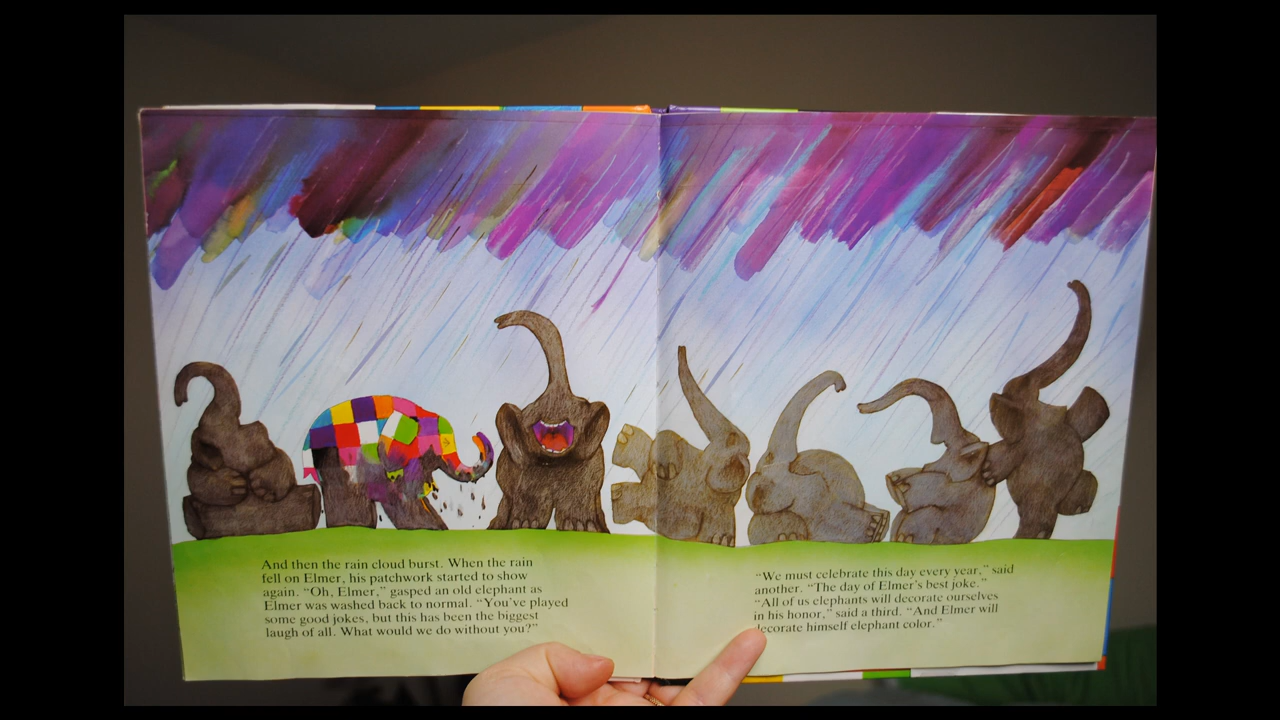 And then the rain cloud burst. When the rain
fell on Elmer, his patchwork started to show
again. “Oh, Elmer,” gasped an old elephant as
Elmer was washed back to normal. “You’ve played
some good jokes, but this has been the biggest
laugh of all. What would we do without you?”
“We must celebrate this day every year,” said
another. “The day of Elmer’s best joke.”
“All of us elephants will decorate ourselves
in his honor,” said a third. “And Elmer will
decorate himself elephant color.”